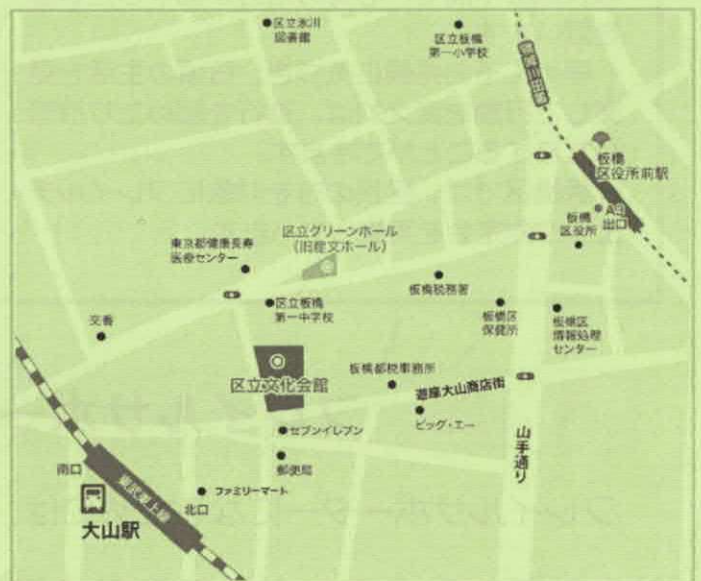 区立氷川
図書館
区立板橋
第一小学校
都営三田線
板橋
区役所前駅
A3
出口
板橋
区役所
区立グリーンホール
(旧産文ホール)
東京都健康長寿
医療センター
板橋税務署
区立板橋
第一中学校
板橋区
保健所
板橋区
情報処理
センター
交番
板橋都税事務所
区立文化会館
遊座大山商店街
ビッグ・エー
セブンイレブン
山手通り
郵便局
南口
東武東上線
ファミリーマート
北口
大山駅